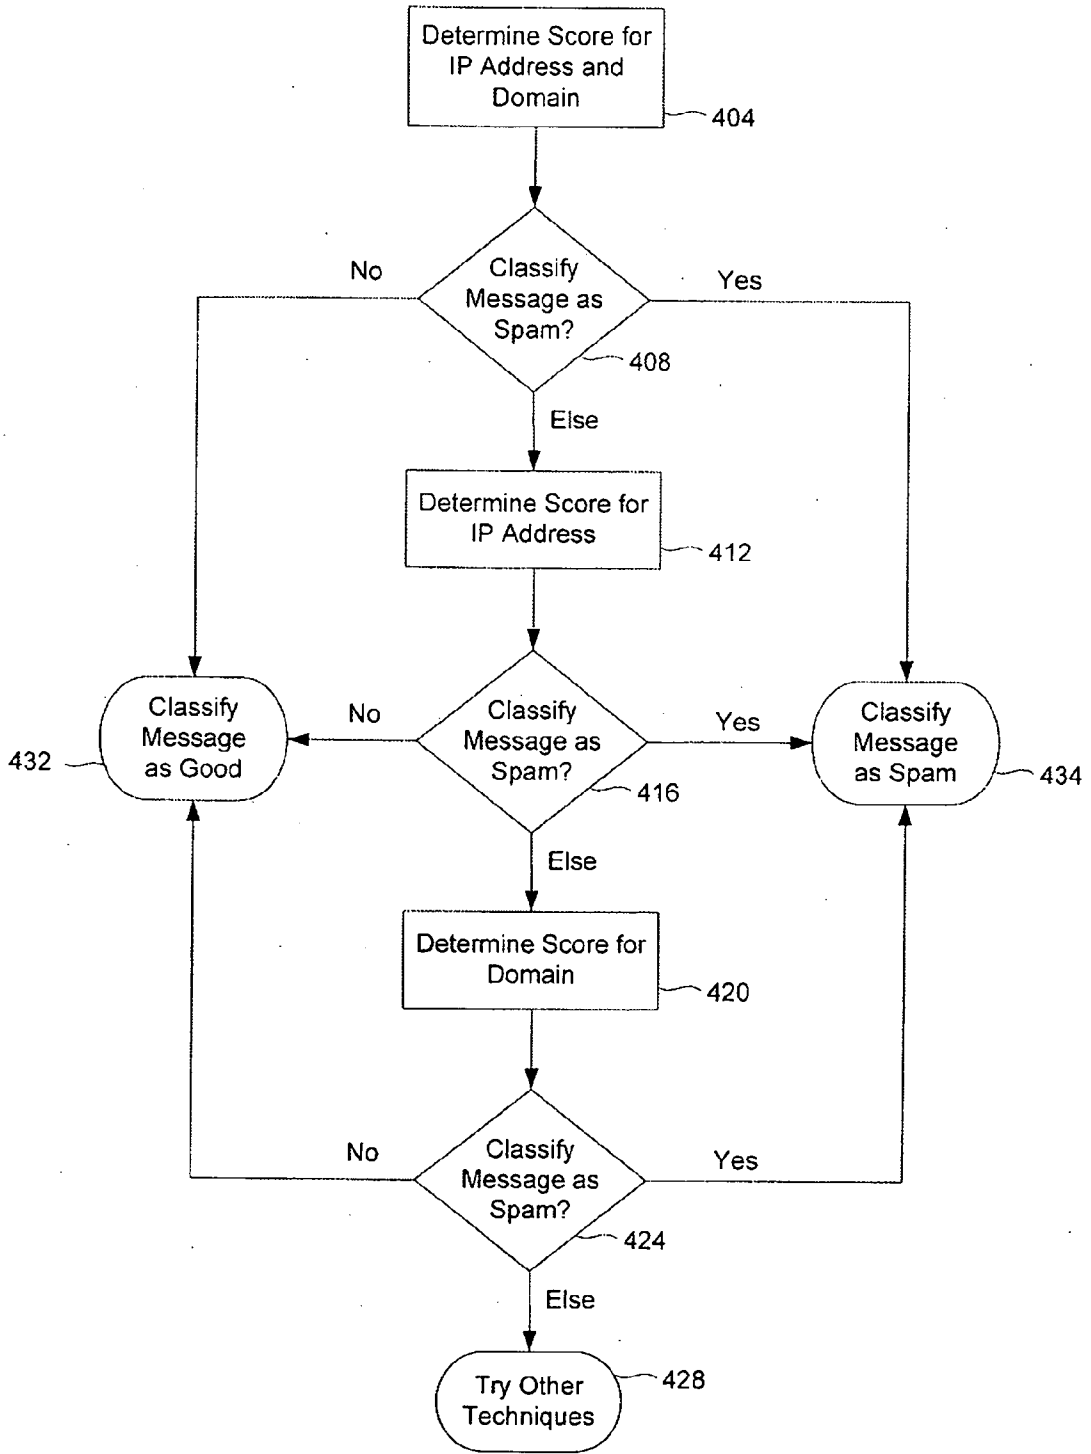 Determine Score for
IP Address and
Domain
404
Classify
Message as
Spam?
408
No
Yes
Else
Determine Score for
IP Address
412
Classify
Message
as Good
432
No
Classify
Message as
Spam?
416
Yes
Classify
Message
as Spam
434
Else
Determine Score for
Domain
420
No
Classify
Message as
Spam?
424
Yes
Else
Try Other
Techniques
428